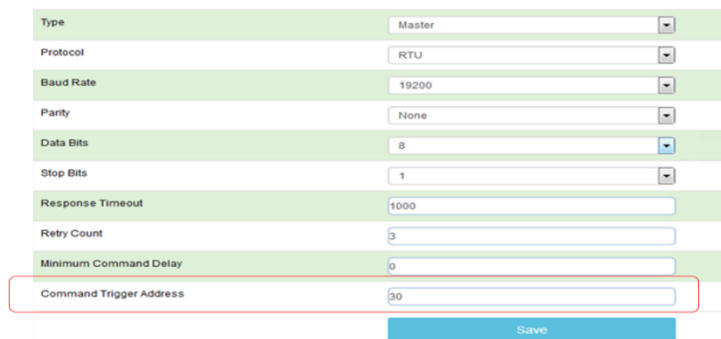 Type Master
Protocol RTU
Baud Rate 19200
Parity None
Data Bits 8
Stop Bits 1
Response Timeout 1000
Retry Count 3
Minimum Command Delay 0
Command Trigger Address 30
Save